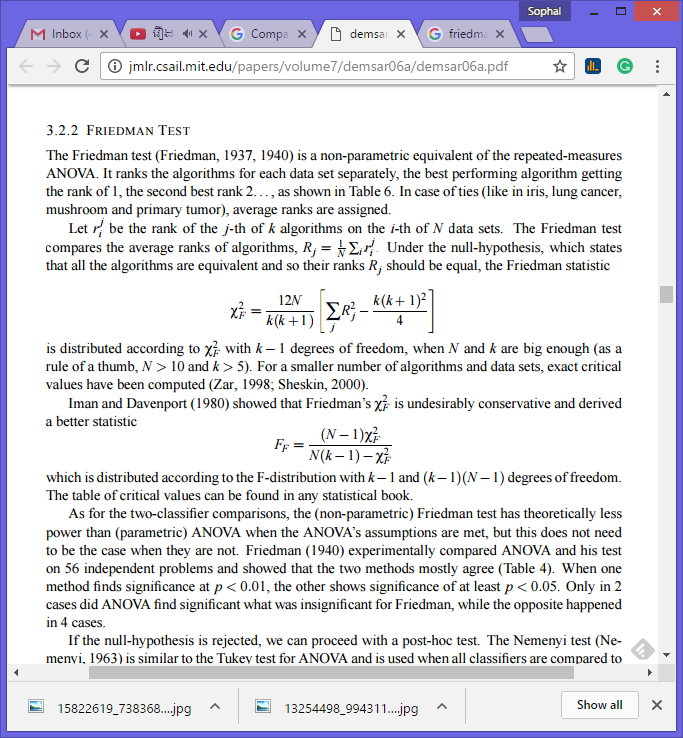 Sophal
Inbox (
Compa
demsar
friedma
jmlr.csail.mit.edu/papers/volume7/demsar06a/demsar06a.pdf
3.2.2 FRIEDMAN TEST
The Friedman test (Friedman, 1937, 1940) is a non-parametric equivalent of the repeated-measures
ANOVA. It ranks the algorithms for each data set separately, the best performing algorithm getting
the rank of 1, the second best rank 2..., as shown in Table 6. In case of ties (like in iris, lung cancer,
mushroom and primary tumor), average ranks are assigned.
Let r_i^j be the rank of the j-th of k algorithms on the i-th of N data sets. The Friedman test
compares the average ranks of algorithms, R_j = 1/N ∑_i r_i^j. Under the null-hypothesis, which states
that all the algorithms are equivalent and so their ranks R_j should be equal, the Friedman statistic
χ_F^2 = 12N / k(k+1) [ ∑_j R_j^2 − k(k+1)^2 / 4 ]
is distributed according to χ_F^2 with k − 1 degrees of freedom, when N and k are big enough (as a
rule of a thumb, N > 10 and k > 5). For a smaller number of algorithms and data sets, exact critical
values have been computed (Zar, 1998; Sheskin, 2000).
Iman and Davenport (1980) showed that Friedman's χ_F^2 is undesirably conservative and derived
a better statistic
F_F = (N − 1)χ_F^2 / N(k − 1) − χ_F^2
which is distributed according to the F-distribution with k − 1 and (k − 1)(N − 1) degrees of freedom.
The table of critical values can be found in any statistical book.
As for the two-classifier comparisons, the (non-parametric) Friedman test has theoretically less
power than (parametric) ANOVA when the ANOVA's assumptions are met, but this does not need
to be the case when they are not. Friedman (1940) experimentally compared ANOVA and his test
on 56 independent problems and showed that the two methods mostly agree (Table 4). When one
method finds significance at p < 0.01, the other shows significance of at least p < 0.05. Only in 2
cases did ANOVA find significant what was insignificant for Friedman, while the opposite happened
in 4 cases.
If the null-hypothesis is rejected, we can proceed with a post-hoc test. The Nemenyi test (Ne-
menyi, 1963) is similar to the Tukey test for ANOVA and is used when all classifiers are compared to
15822619_738368....jpg
13254498_994311....jpg
Show all